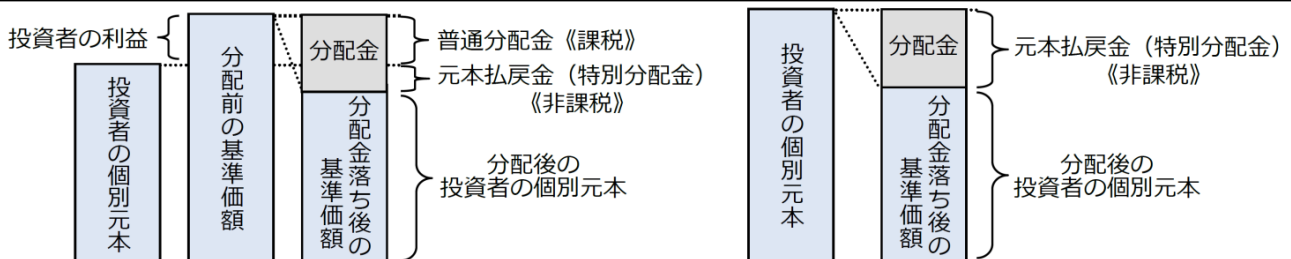 投資者の利益
投資者の個別元本
分配前の基準価額
分配金
分配金落ち後の
基準価額
普通分配金《課税》
元本払戻金（特別分配金）
《非課税》
分配後の
投資者の個別元本
投資者の個別元本
分配金
分配金落ち後の
基準価額
元本払戻金（特別分配金）
《非課税》
分配後の
投資者の個別元本